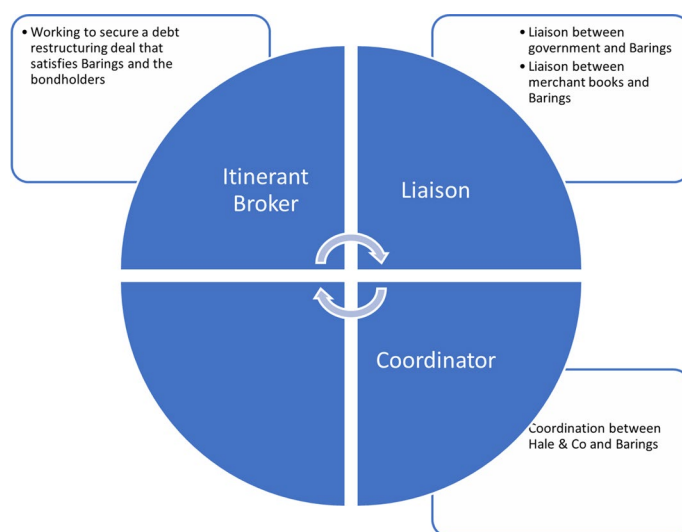 • Working to secure a debt
restructuring deal that
satisfies Barings and the
bondholders
• Liaison between
government and Barings
• Liaison between
merchant books and
Barings
Itinerant
Broker
Liaison
Coordinator
Coordination between
Hale & Co and Barings